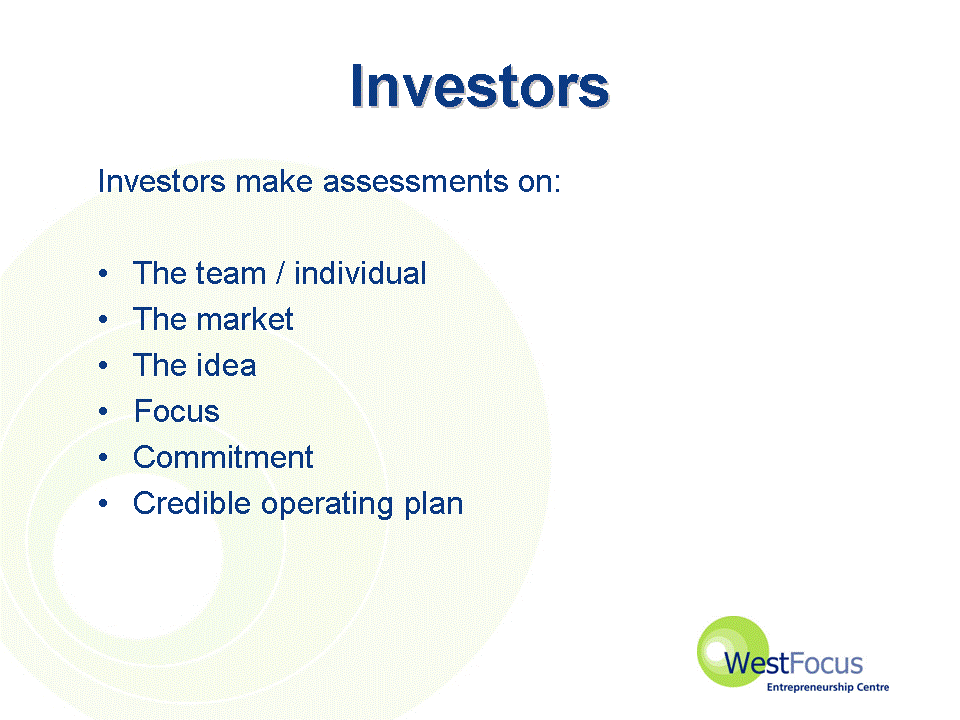 Investors
Investors make assessments on:
• The team / individual
• The market
• The idea
• Focus
• Commitment
• Credible operating plan
WestFocus
Entrepreneurship Centre